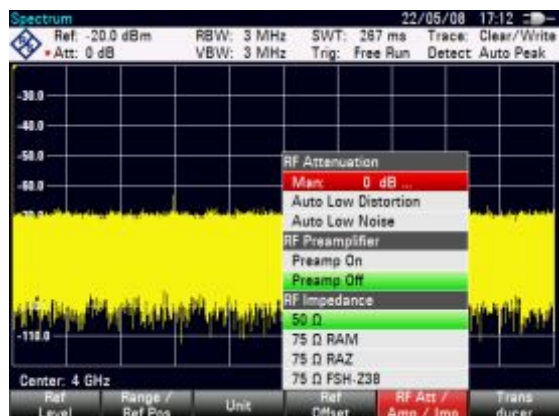 Spectrum 22/05/08 17:12
Ref: -20.0 dBm RBW: 3 MHz SWT: 267 ms Trace: Clear/Write
• Att: 0 dB VBW: 3 MHz Trig: Free Run Detect: Auto Peak
-30.0
-40.0
-50.0
-60.0
-110.0
RF Attenuation
Man: 0 dB ...
Auto Low Distortion
Auto Low Noise
RF Preamplifier
Preamp On
Preamp Off
RF Impedance
50 Ω
75 Ω RAM
75 Ω RAZ
75 Ω FSH-Z38
Center: 4 GHz
Ref Level
Range / Ref Pos
Unit
Ref Offset
RF Att / Amp / Imp
Trans ducer